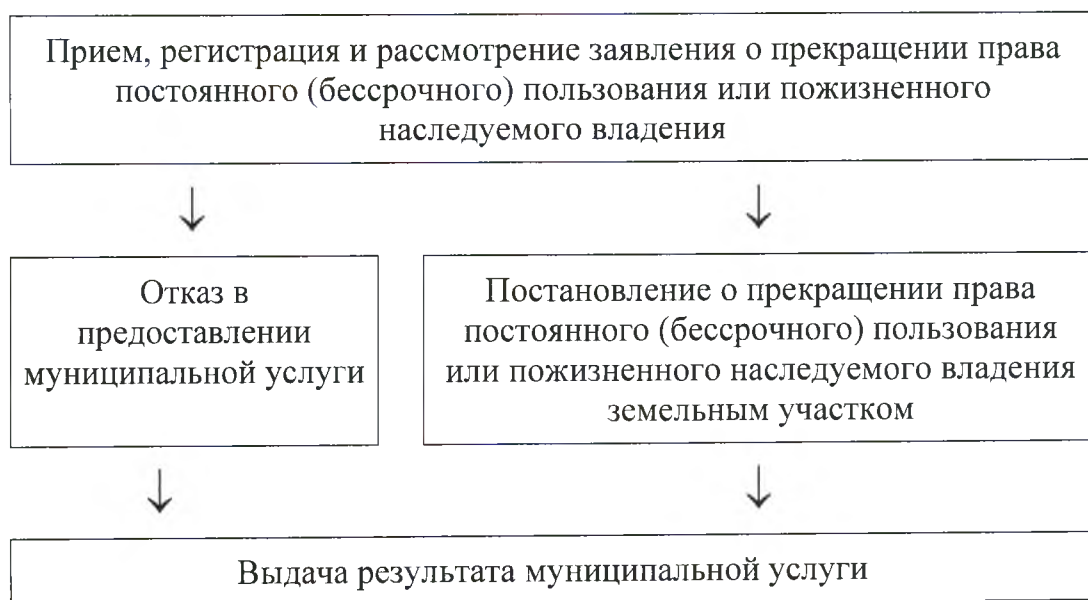 Прием, регистрация и рассмотрение заявления о прекращении права
постоянного (бессрочного) пользования или пожизненного
наследуемого владения
Отказ в
предоставлении
муниципальной услуги
Постановление о прекращении права
постоянного (бессрочного) пользования
или пожизненного наследуемого владения
земельным участком
Выдача результата муниципальной услуги